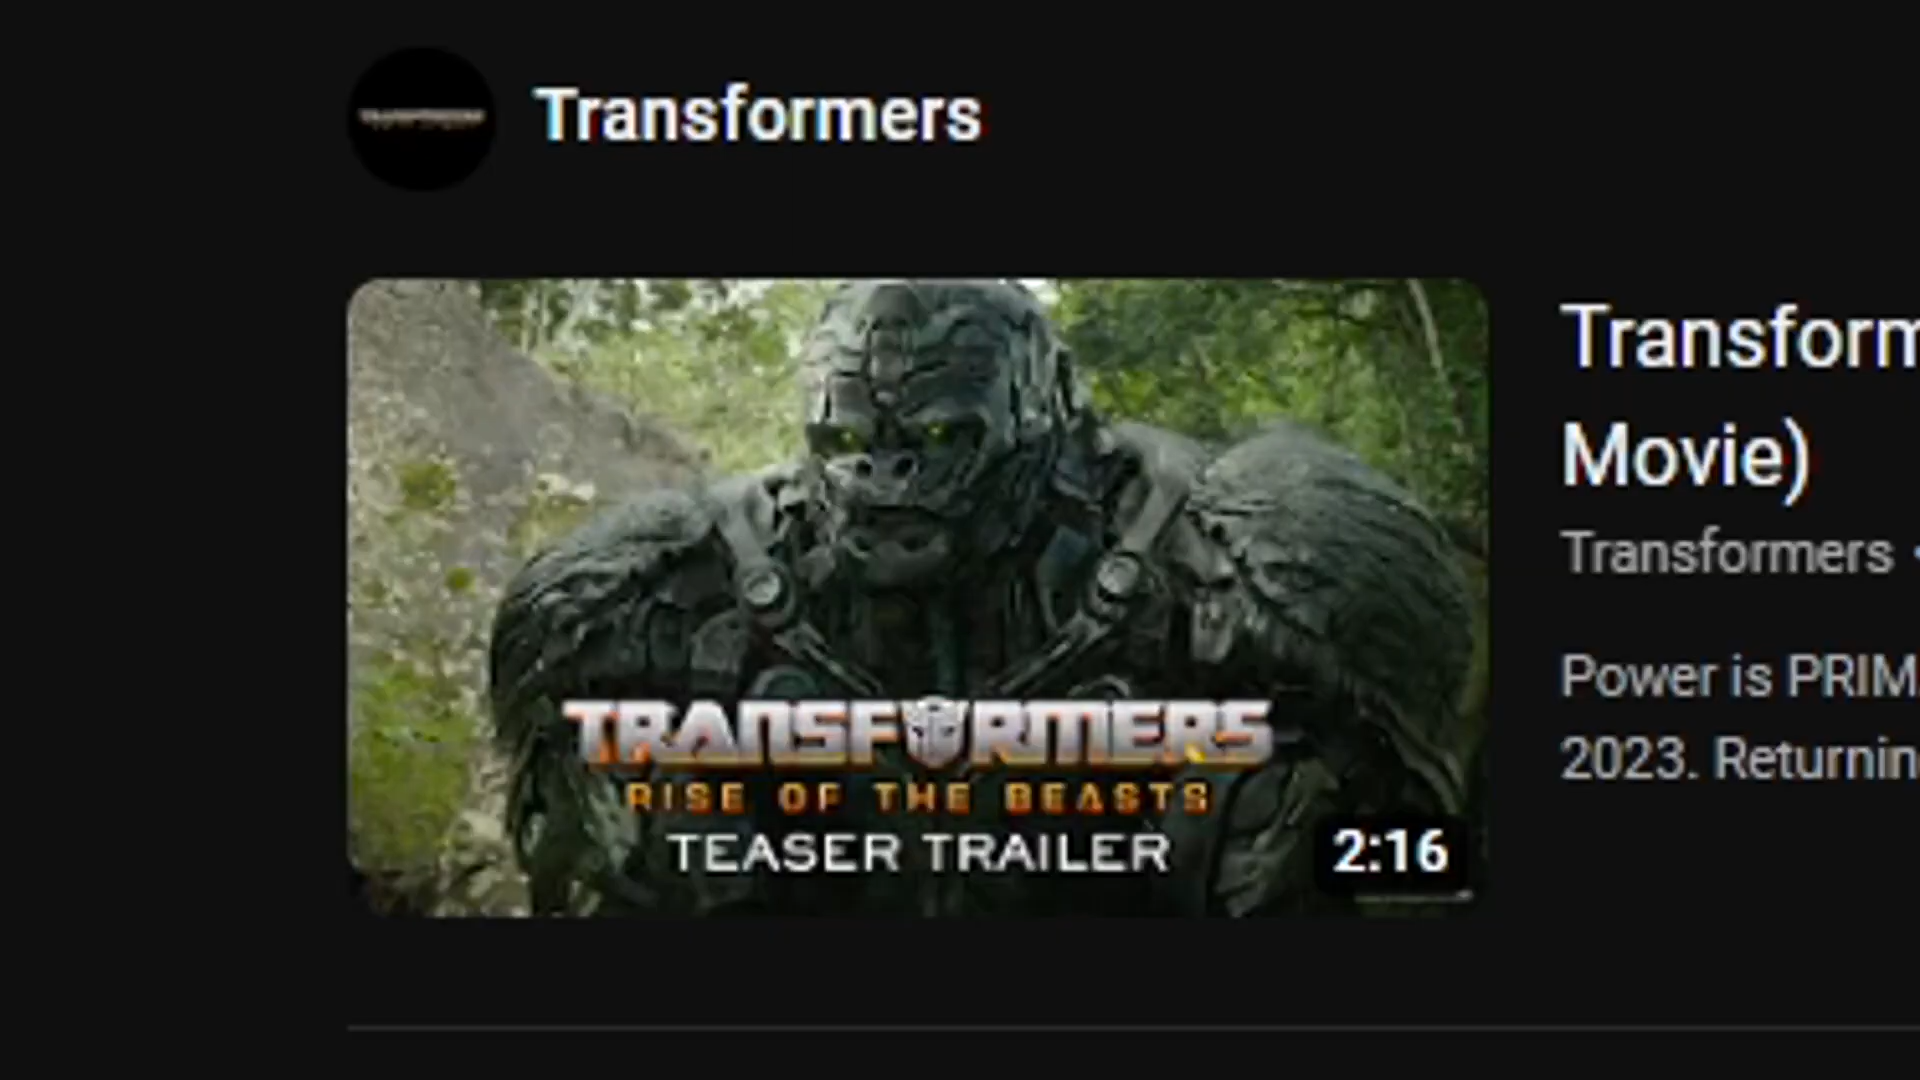 Transformers
TRANSFORMERS
RISE OF THE BEASTS
TEASER TRAILER
2:16
Transform
Movie)
Transformers
Power is PRIM
2023. Returnin